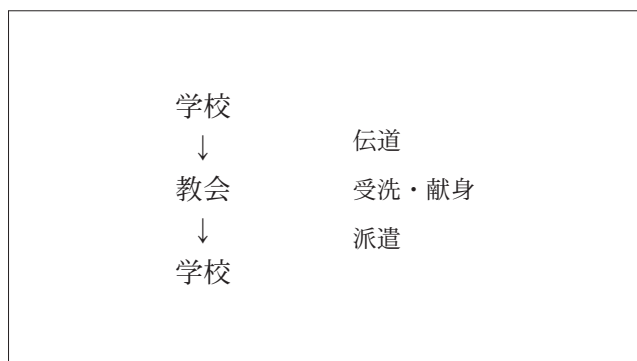 学校
↓ 伝道
教会 受洗・献身
↓ 派遣
学校